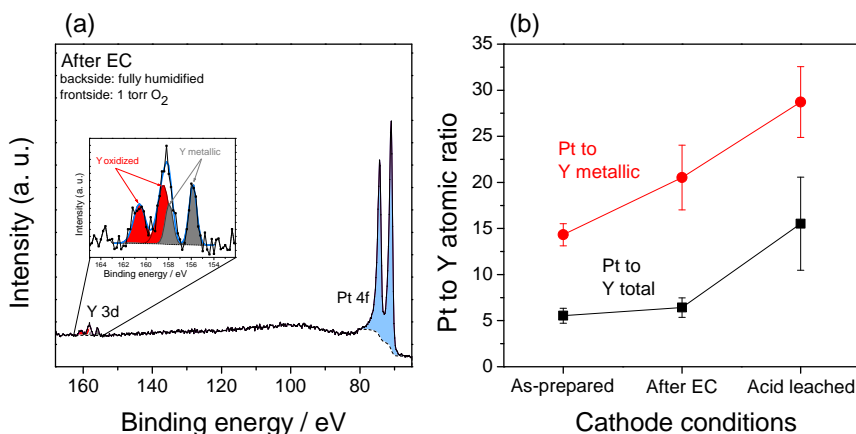 (a)
After EC
backside: fully humidified
frontside: 1 torr O2
Y oxidized
Y metallic
Intensity (a. u.)
164 162 160 158 156 154
Binding energy / eV
Y 3d
Pt 4f
Intensity (a. u.)
160 140 120 100 80
Binding energy / eV
(b)
35
30
25
20
15
10
5
0
Pt to
Y metallic
Pt to
Y total
Pt to Y atomic ratio
As-prepared After EC Acid leached
Cathode conditions